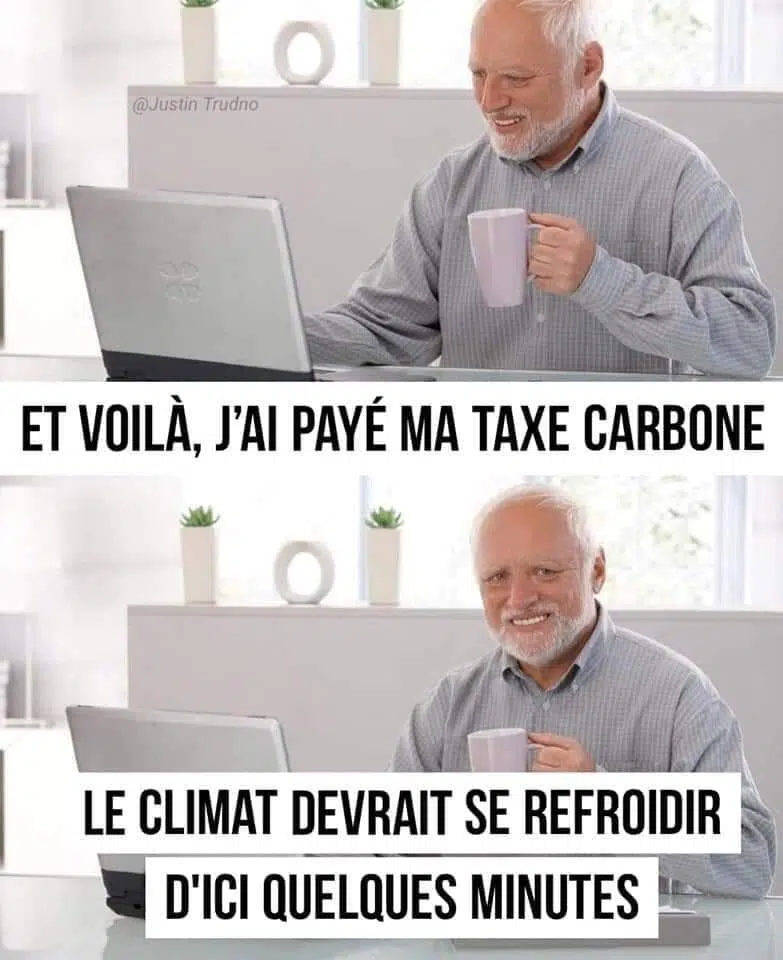 @Justin Trudno
ET VOILÀ, J'AI PAYÉ MA TAXE CARBONE
LE CLIMAT DEVRAIT SE REFROIDIR
D'ICI QUELQUES MINUTES